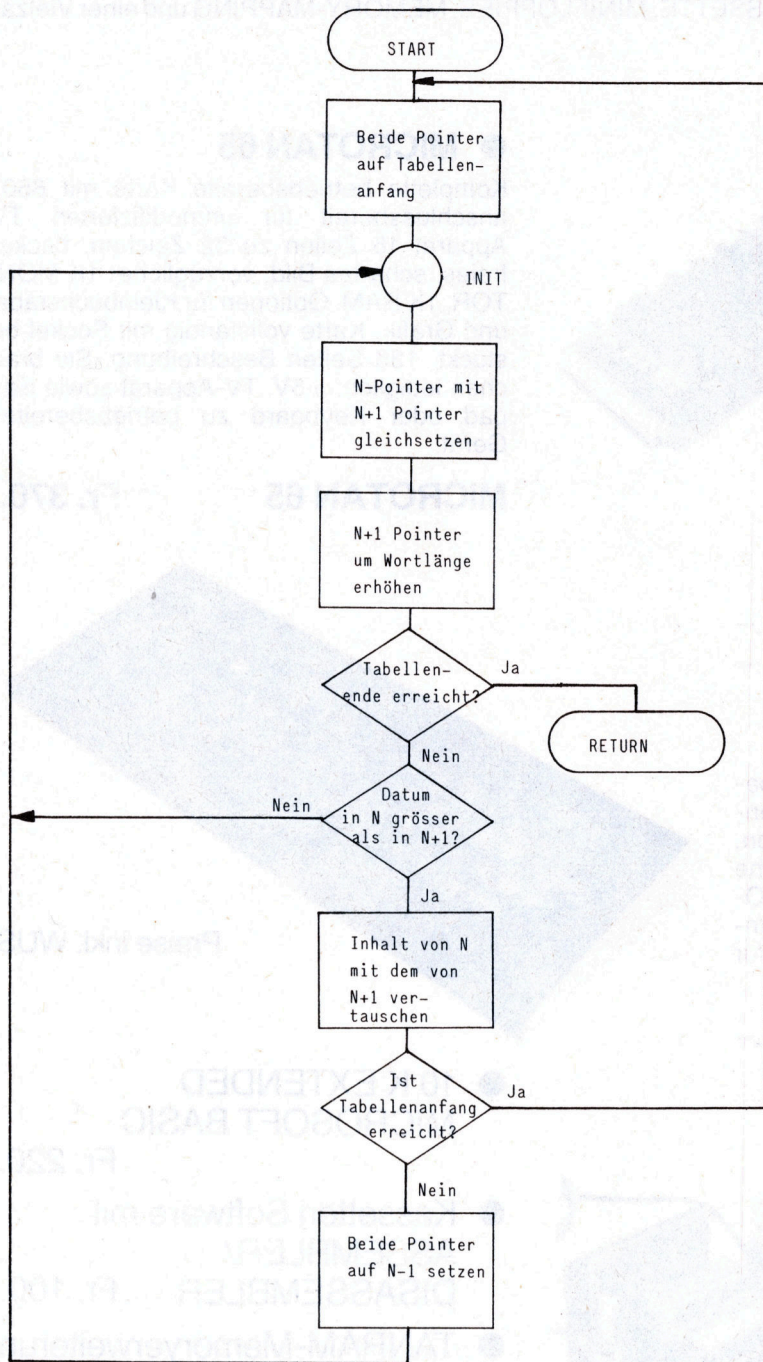 START
Beide Pointer
auf Tabellen-
anfang
INIT
N-Pointer mit
N+1 Pointer
gleichsetzen
N+1 Pointer
um Wortlänge
erhöhen
Tabellen-
ende erreicht?
Ja
RETURN
Nein
Datum
in N grösser
als in N+1?
Nein
Ja
Inhalt von N
mit dem von
N+1 ver-
tauschen
Ist
Tabellenanfang
erreicht?
Ja
Nein
Beide Pointer
auf N-1 setzen